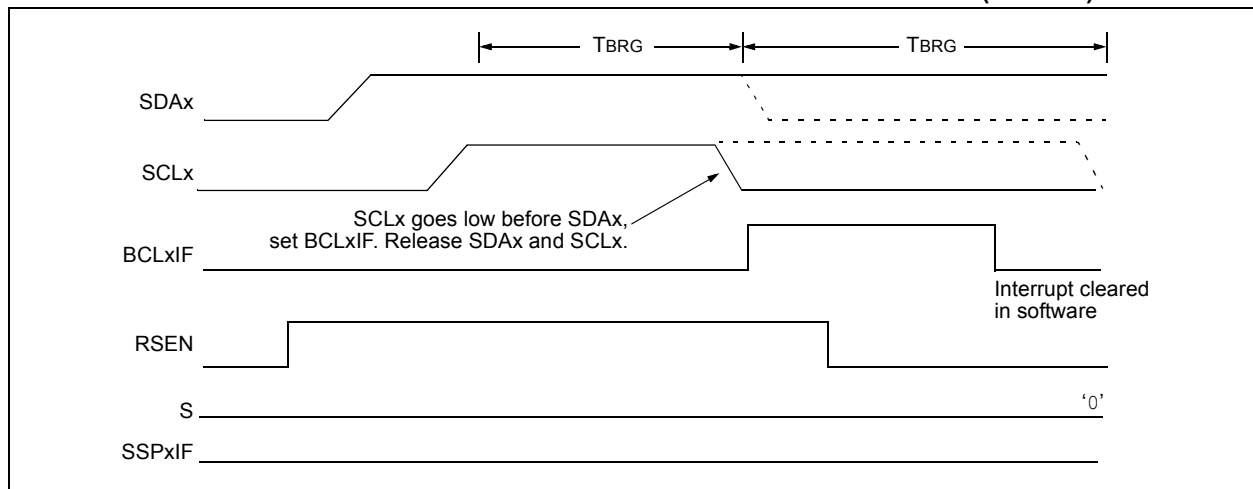 TBRG TBRG
SDAx
SCLx
SCLx goes low before SDAx,
set BCLxIF. Release SDAx and SCLx.
BCLxIF
Interrupt cleared
in software
RSEN
S
'0'
SSPxIF